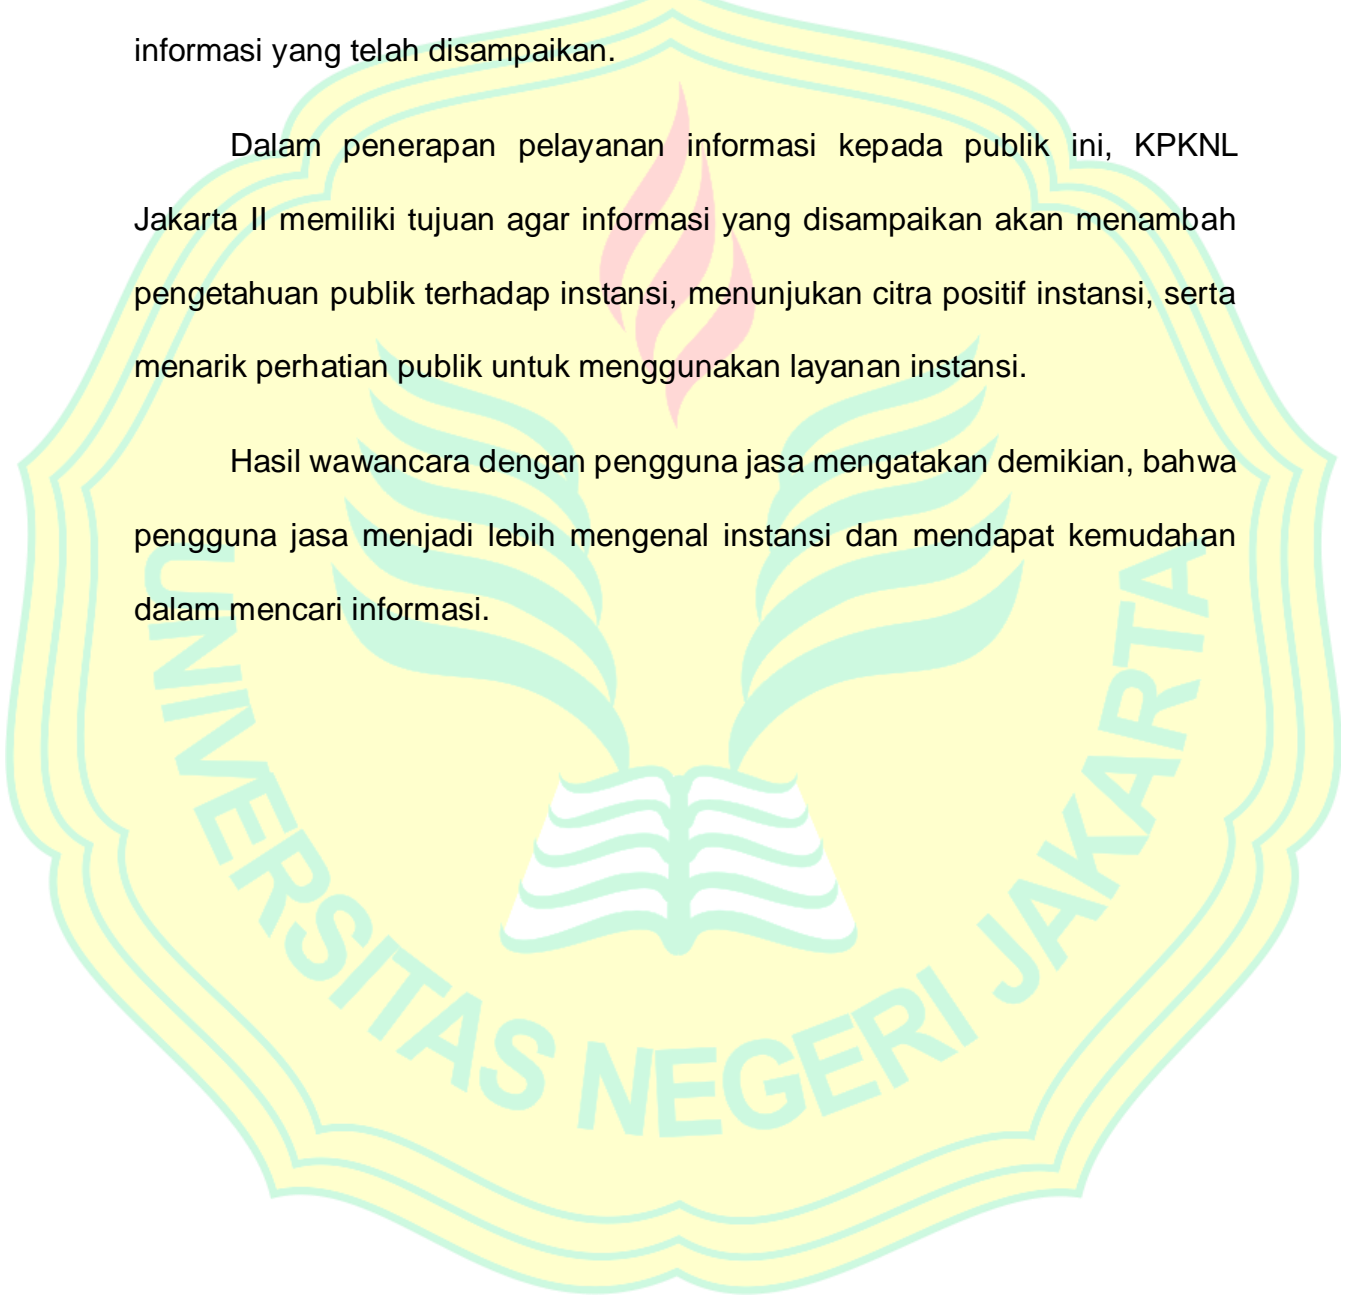 informasi yang telah disampaikan.
Dalam penerapan pelayanan informasi kepada publik ini, KPKNL
Jakarta II memiliki tujuan agar informasi yang disampaikan akan menambah
pengetahuan publik terhadap instansi, menunjukan citra positif instansi, serta
menarik perhatian publik untuk menggunakan layanan instansi.
Hasil wawancara dengan pengguna jasa mengatakan demikian, bahwa
pengguna jasa menjadi lebih mengenal instansi dan mendapat kemudahan
dalam mencari informasi.
UNIVERSITAS NEGERI JAKARTA